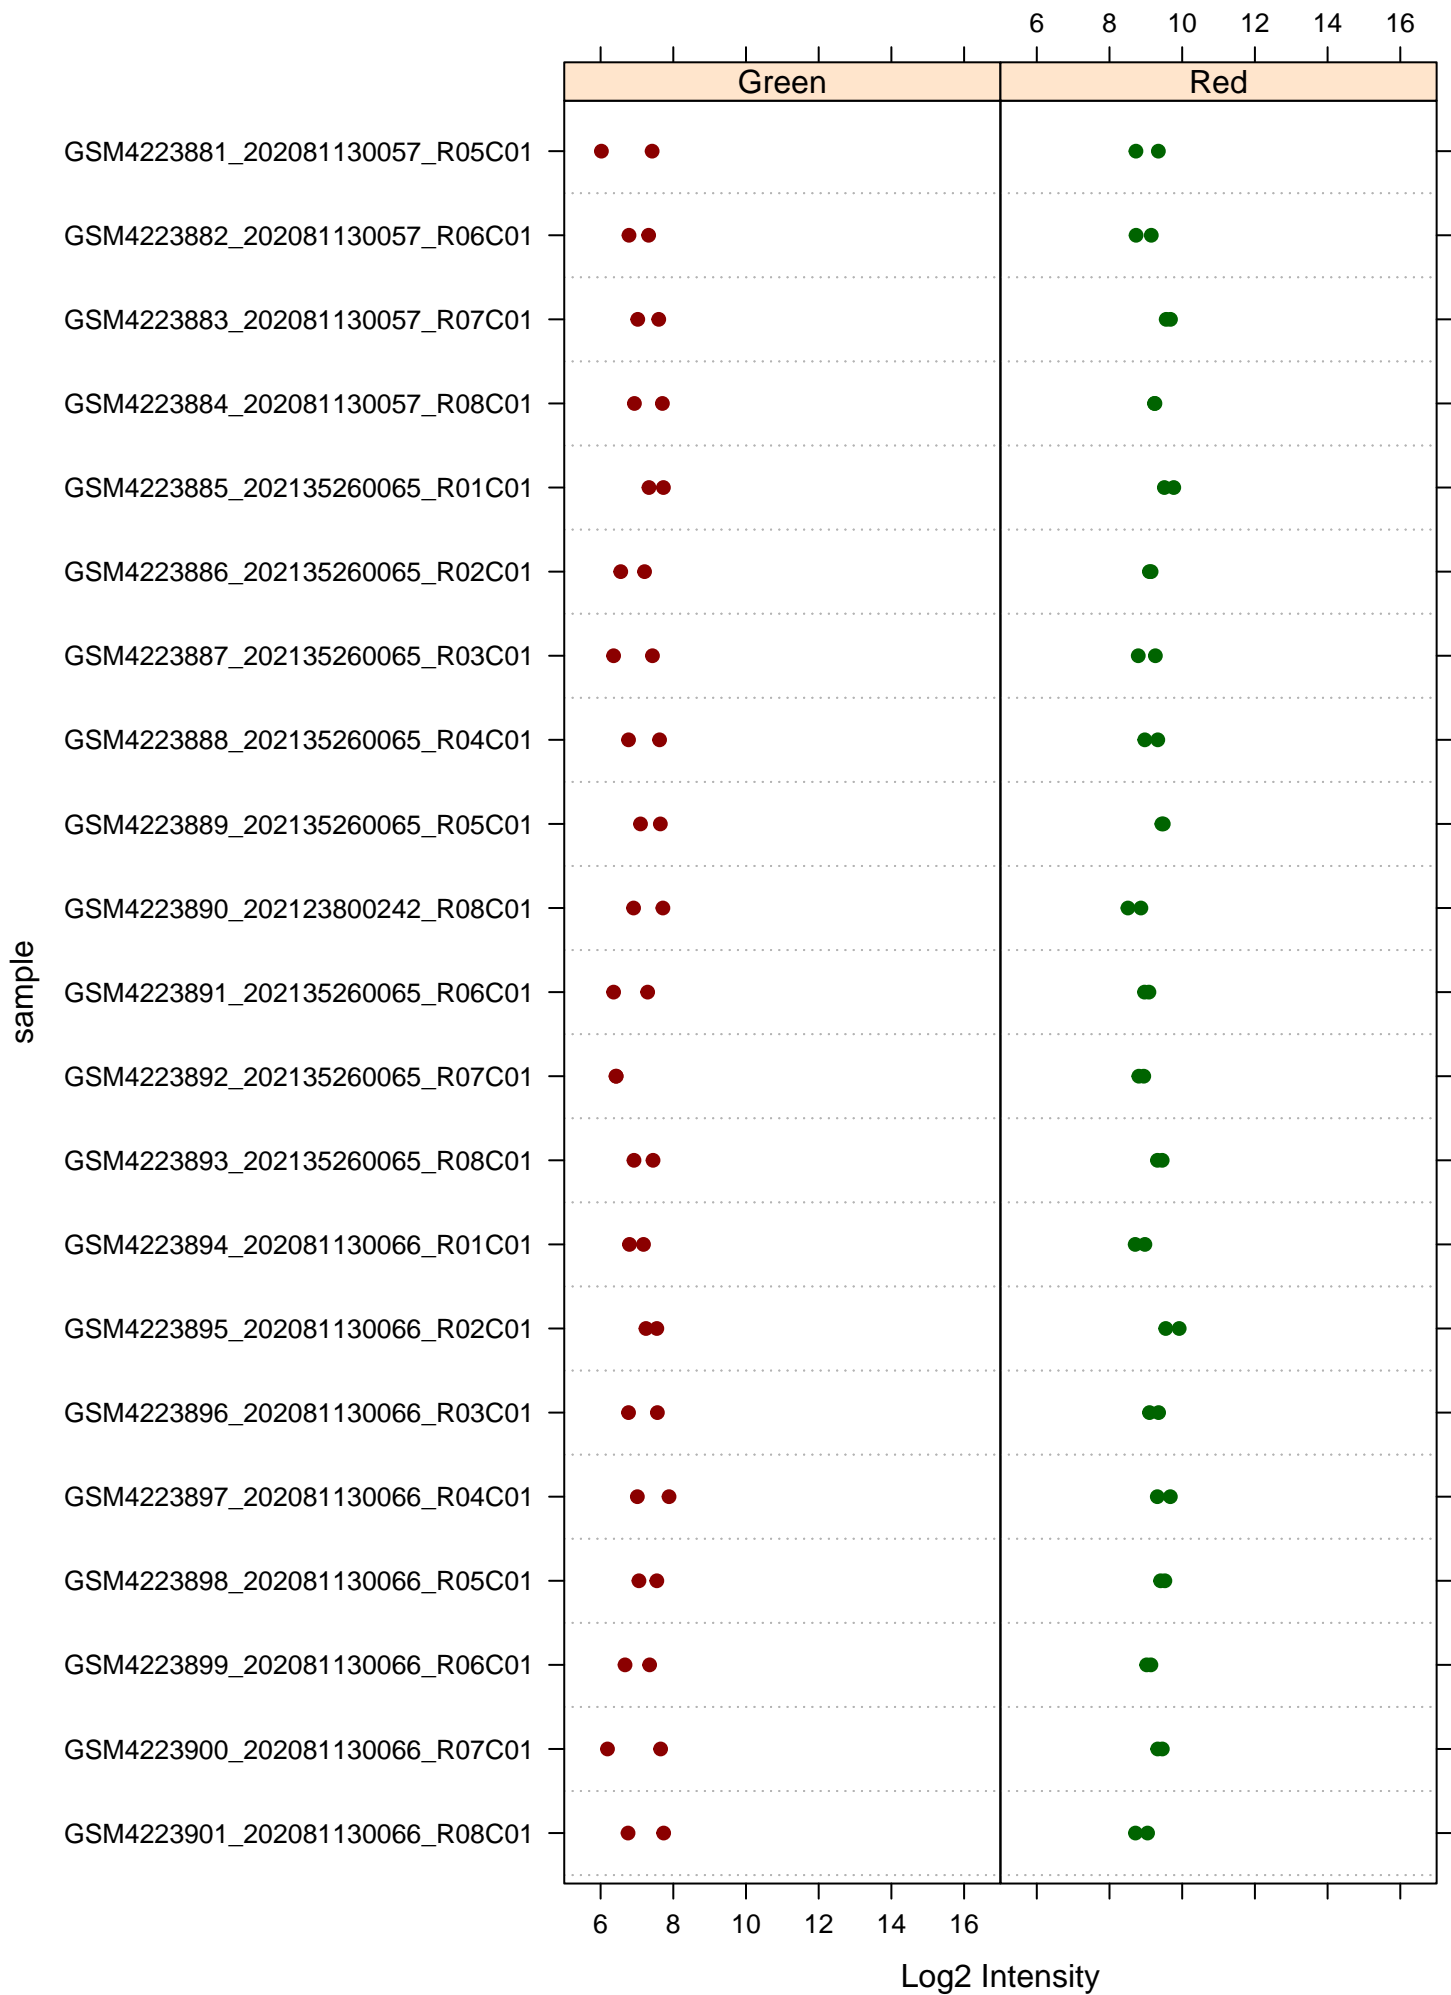 6 8 10 12 14 16
Green Red
GSM4223881_202081130057_R05C01
GSM4223882_202081130057_R06C01
GSM4223883_202081130057_R07C01
GSM4223884_202081130057_R08C01
GSM4223885_202135260065_R01C01
GSM4223886_202135260065_R02C01
GSM4223887_202135260065_R03C01
GSM4223888_202135260065_R04C01
GSM4223889_202135260065_R05C01
GSM4223890_202123800242_R08C01
GSM4223891_202135260065_R06C01
GSM4223892_202135260065_R07C01
GSM4223893_202135260065_R08C01
GSM4223894_202081130066_R01C01
GSM4223895_202081130066_R02C01
GSM4223896_202081130066_R03C01
GSM4223897_202081130066_R04C01
GSM4223898_202081130066_R05C01
GSM4223899_202081130066_R06C01
GSM4223900_202081130066_R07C01
GSM4223901_202081130066_R08C01
sample
6 8 10 12 14 16
Log2 Intensity